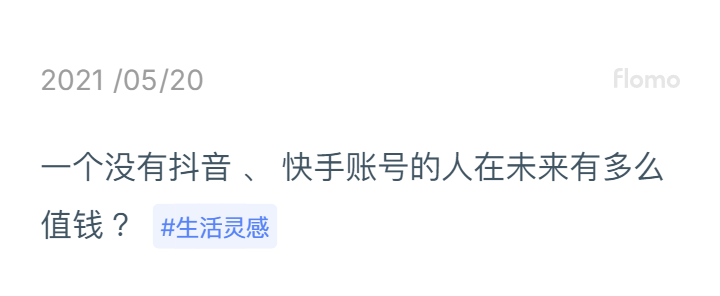 2021 /05/20
flomo
一个没有抖音 、 快手账号的人在未来有多么
值钱 ? #生活灵感